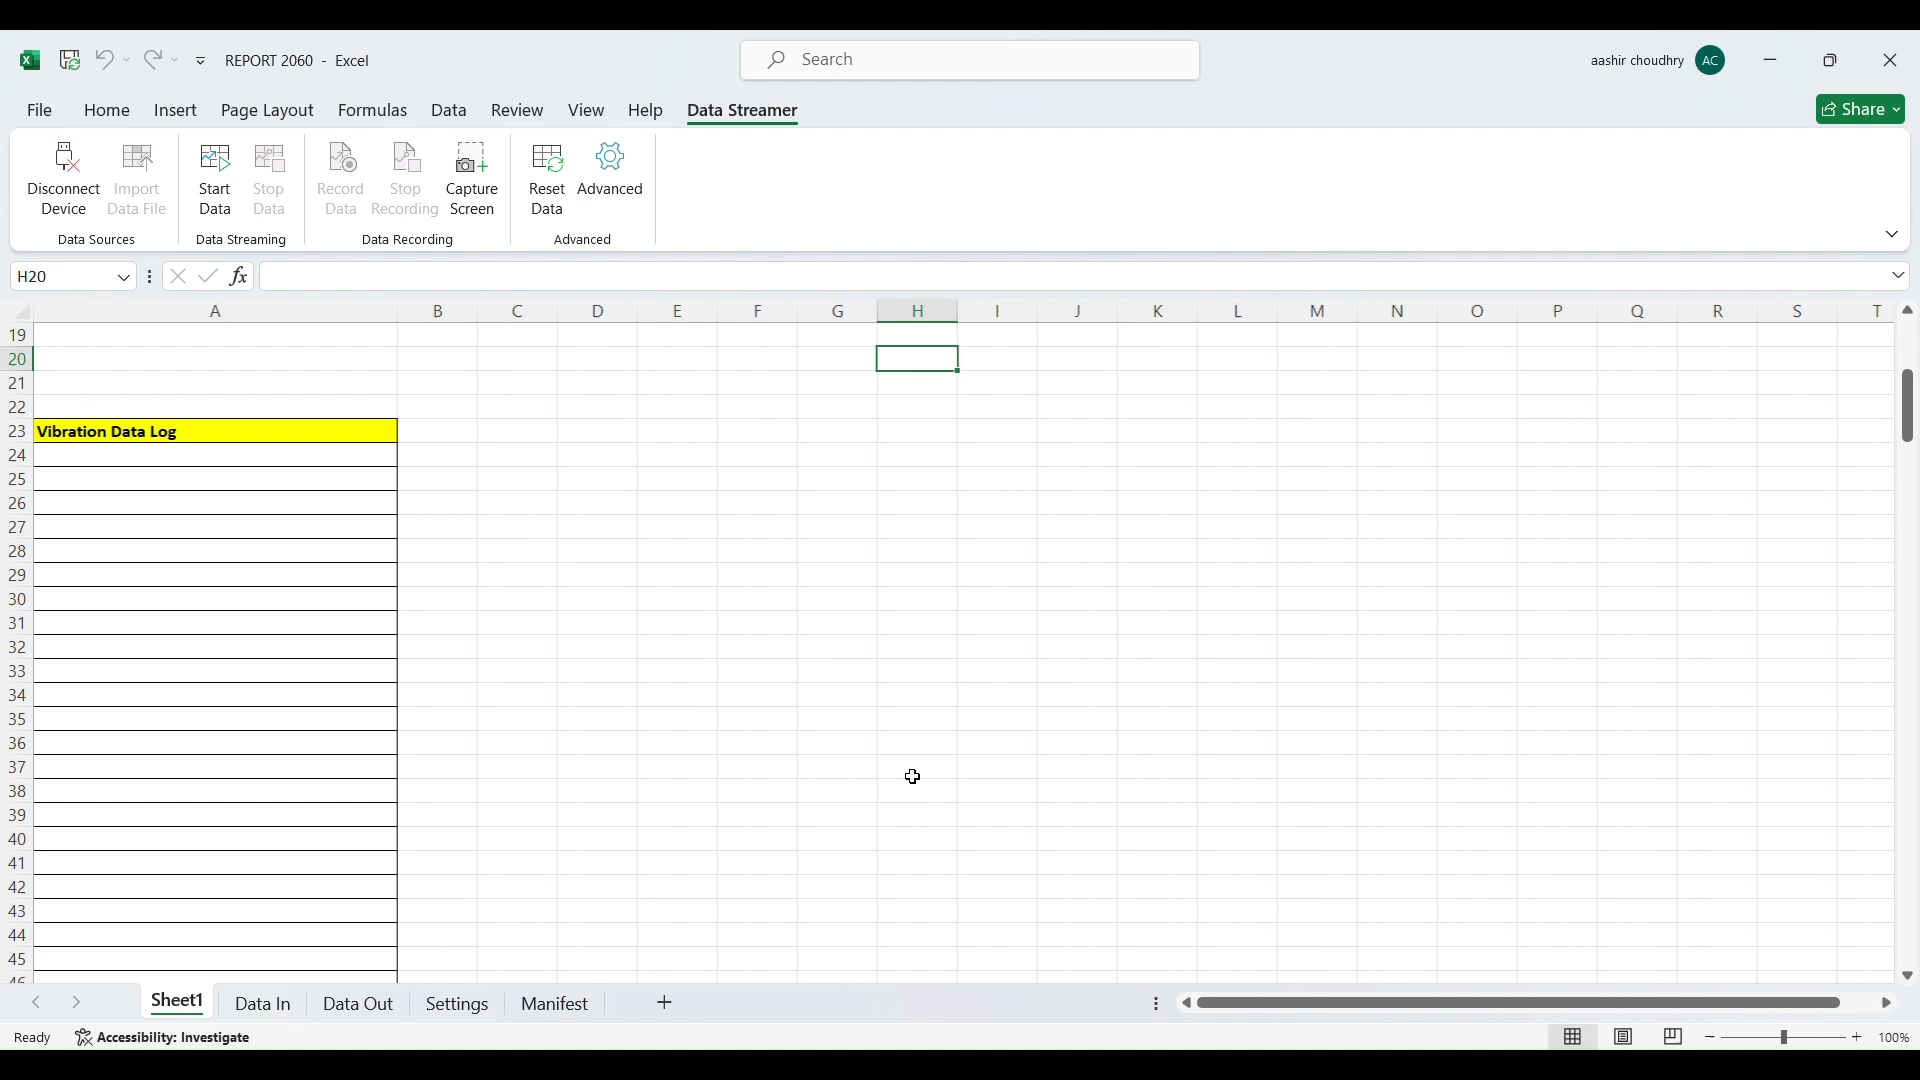 REPORT 2060 - Excel
Search
aashir choudhry AC
File Home Insert Page Layout Formulas Data Review View Help Data Streamer
Share
Disconnect Device
Import Data File
Start Data
Stop Data
Record Data
Stop Recording
Capture Screen
Reset Data
Advanced
Data Sources
Data Streaming
Data Recording
Advanced
H20
fx
A B C D E F G H I J K L M N O P Q R S T
19
20
21
22
23 Vibration Data Log
24
25
26
27
28
29
30
31
32
33
34
35
36
37
38
39
40
41
42
43
44
45
46
Sheet1 Data In Data Out Settings Manifest
Ready Accessibility: Investigate
100%